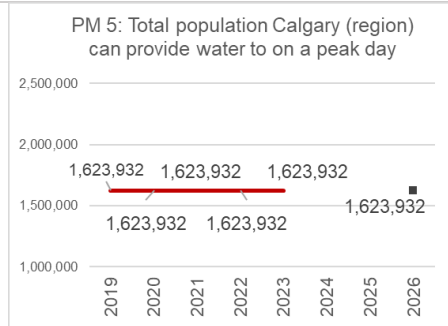 PM 5: Total population Calgary (region)
can provide water to on a peak day
2,500,000
2,000,000
1,623,932 1,623,932 1,623,932
1,500,000
1,623,932
1,623,932 1,623,932
1,000,000
2019 2020 2021 2022 2023 2024 2025 2026